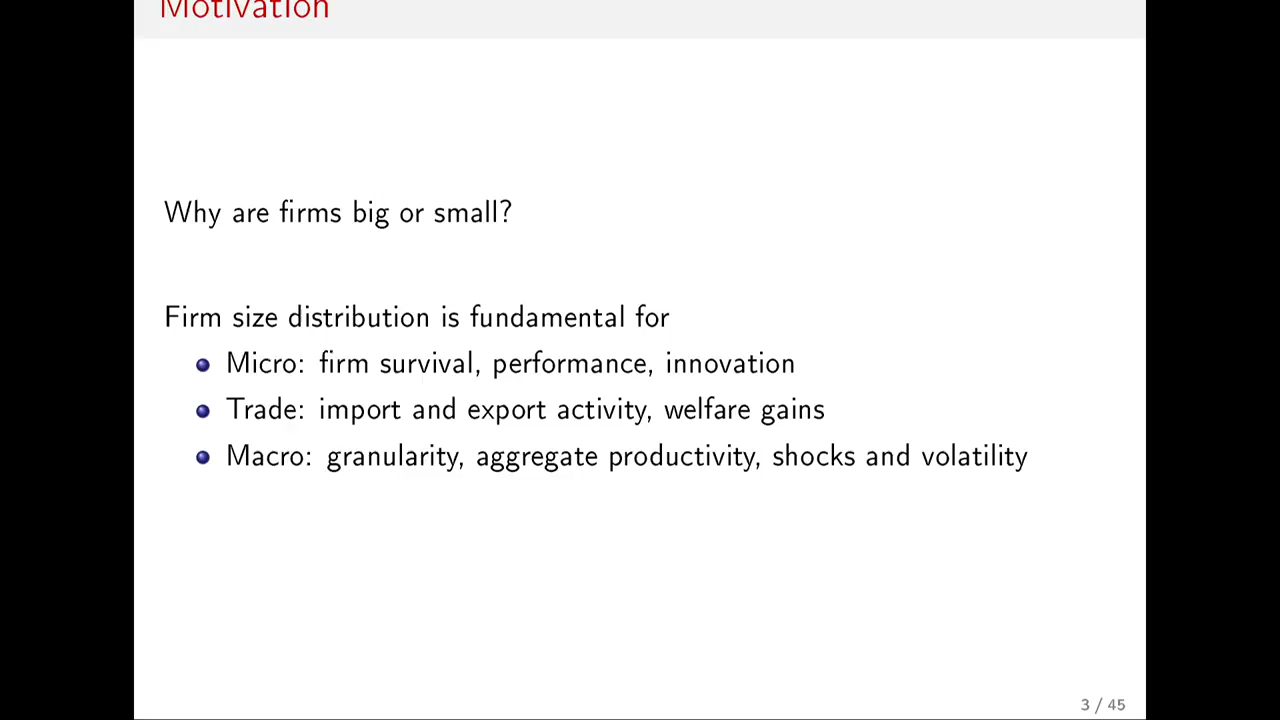 Motivation
Why are firms big or small?
Firm size distribution is fundamental for
Micro: firm survival, performance, innovation
Trade: import and export activity, welfare gains
Macro: granularity, aggregate productivity, shocks and volatility
3 / 45